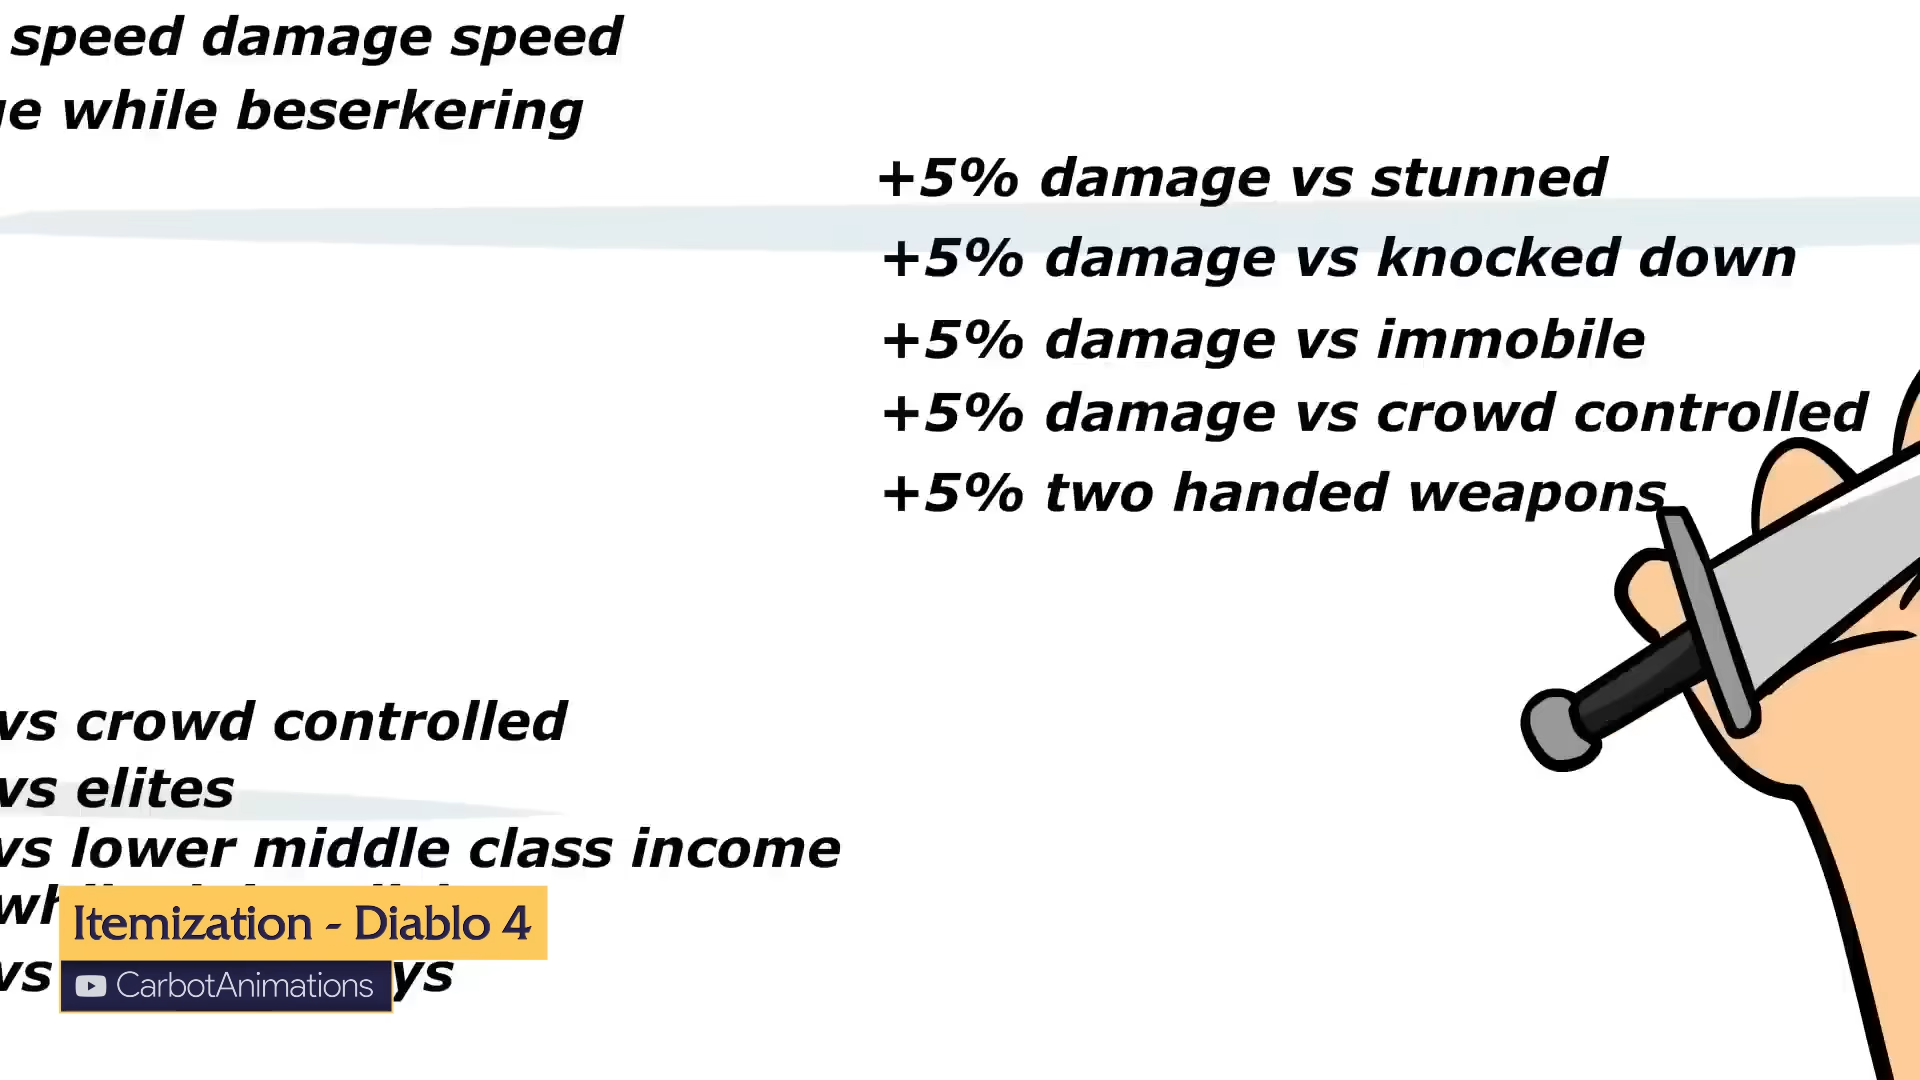 speed damage speed
while beserkering
+5% damage vs stunned
+5% damage vs knocked down
+5% damage vs immobile
+5% damage vs crowd controlled
+5% two handed weapons
vs crowd controlled
vs elites
vs lower middle class income
Itemization - Diablo 4
vs
CarbotAnimations